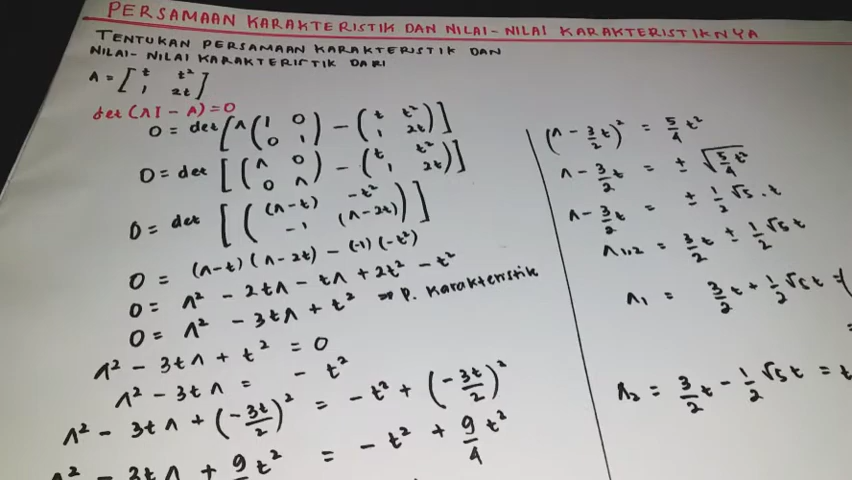 PERSAMAAN KARAKTERISTIK DAN NILAI-NILAI KARAKTERISTIKNYA
TENTUKAN PERSAMAAN KARAKTERISTIK DAN
NILAI-NILAI KARAKTERISTIK DARI
A = [t t²; 1 2t]
det (λI - A) = 0
0 = det [λ(1 0; 0 1) - (t t²; 1 2t)]
0 = det [(λ 0; 0 λ) - (t t²; 1 2t)]
0 = det [((λ-t) -t²; -1 (λ-2t))]
0 = (λ-t)(λ-2t) - (-1)(-t²)
0 = λ² - 2tλ - tλ + 2t² - t²
0 = λ² - 3tλ + t² ⇒ P. Karakteristik
λ² - 3tλ + t² = 0
λ² - 3tλ = - t²
λ² - 3tλ + (-3t/2)² = -t² + (-3t/2)²
λ² - 3tλ + 9/ t² = - t² + 9/4 t²
(λ - 3/2 t)² = 5/4 t²
λ - 3/2 t = ± √(5/4 t²)
λ - 3/2 t = ± 1/2 √5 . t
λ1,2 = 3/2 t ± 1/2 √5 t
λ1 = 3/2 t + 1/2 √5 t = (
=
λ2 = 3/2 t - 1/2 √5 t = t